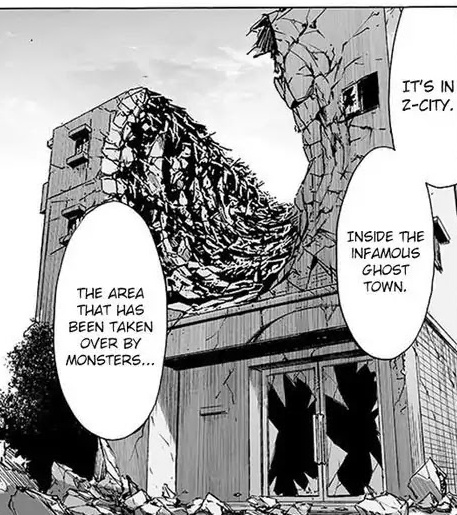 IT'S IN
Z-CITY.
INSIDE THE
INFAMOUS
GHOST
TOWN.
THE AREA
THAT HAS
BEEN TAKEN
OVER BY
MONSTERS...